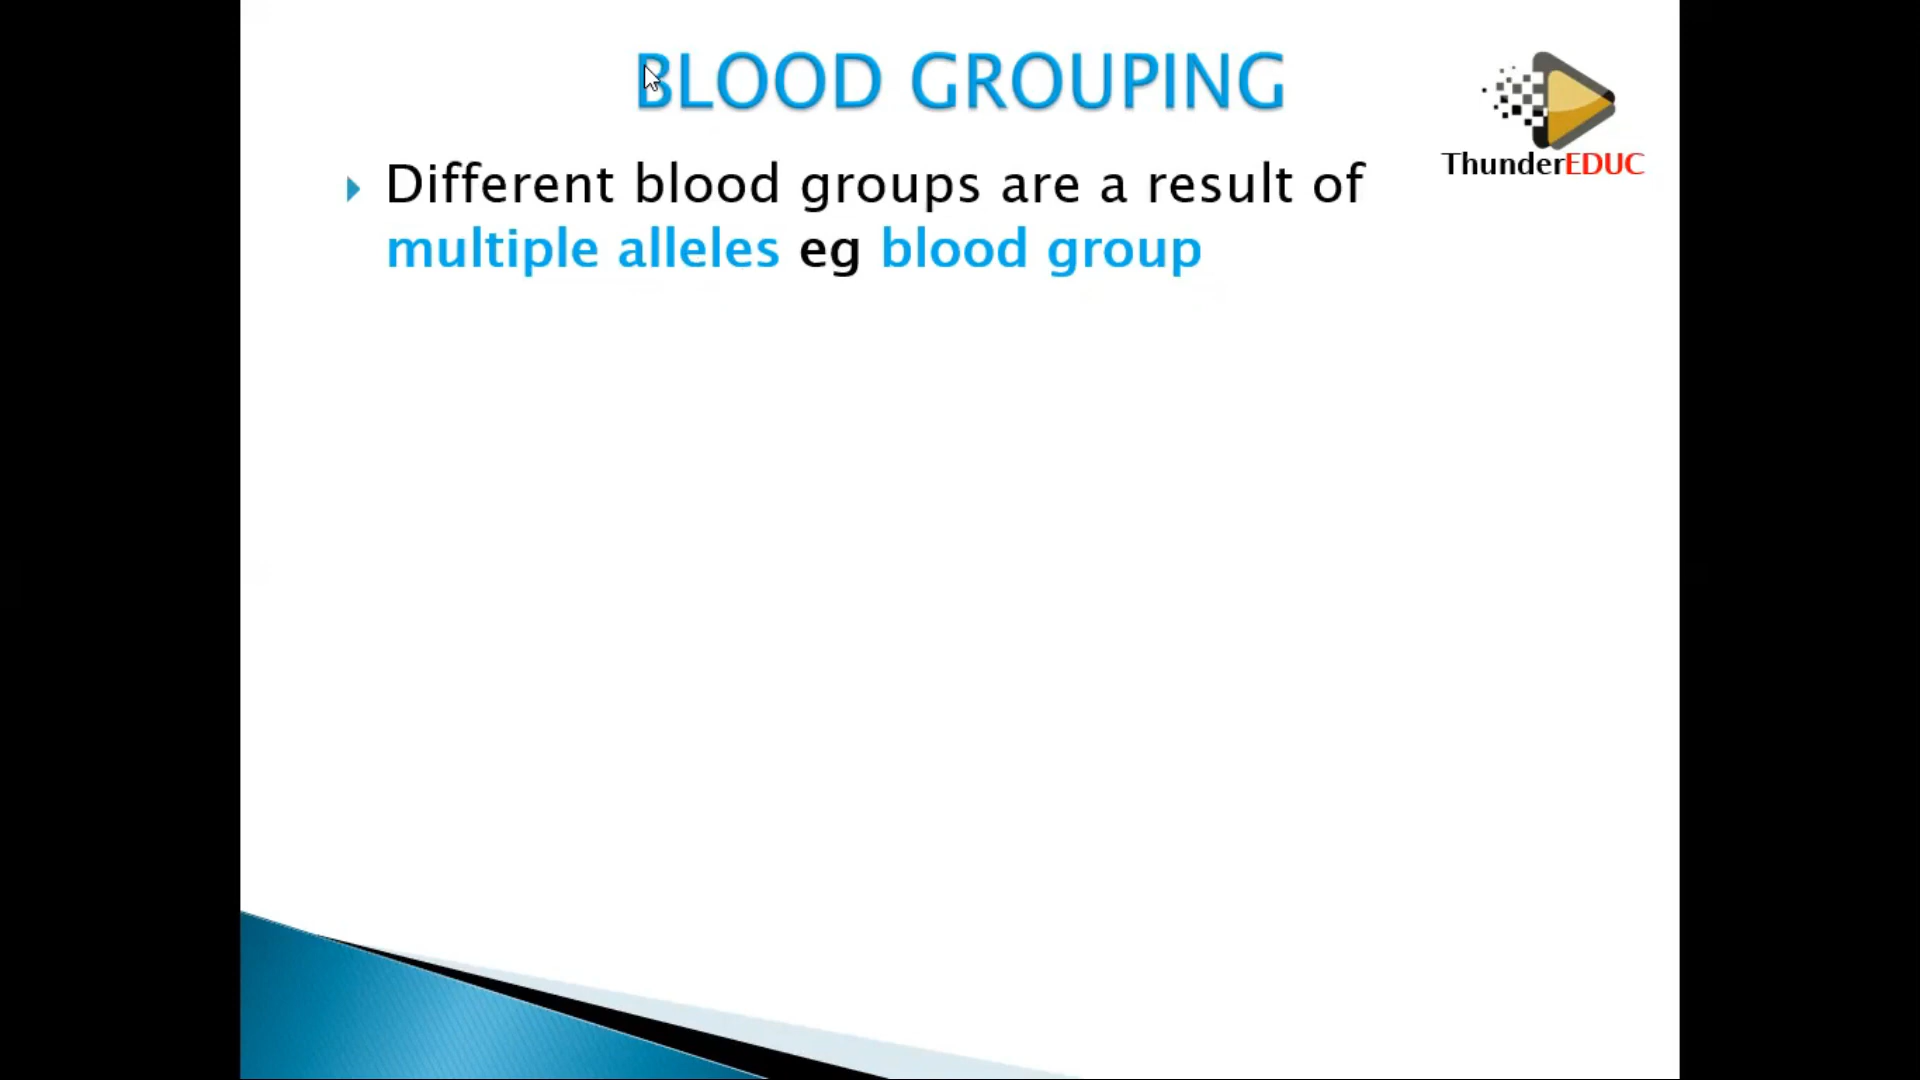 BLOOD GROUPING
ThunderEDUC
Different blood groups are a result of
multiple alleles eg blood group